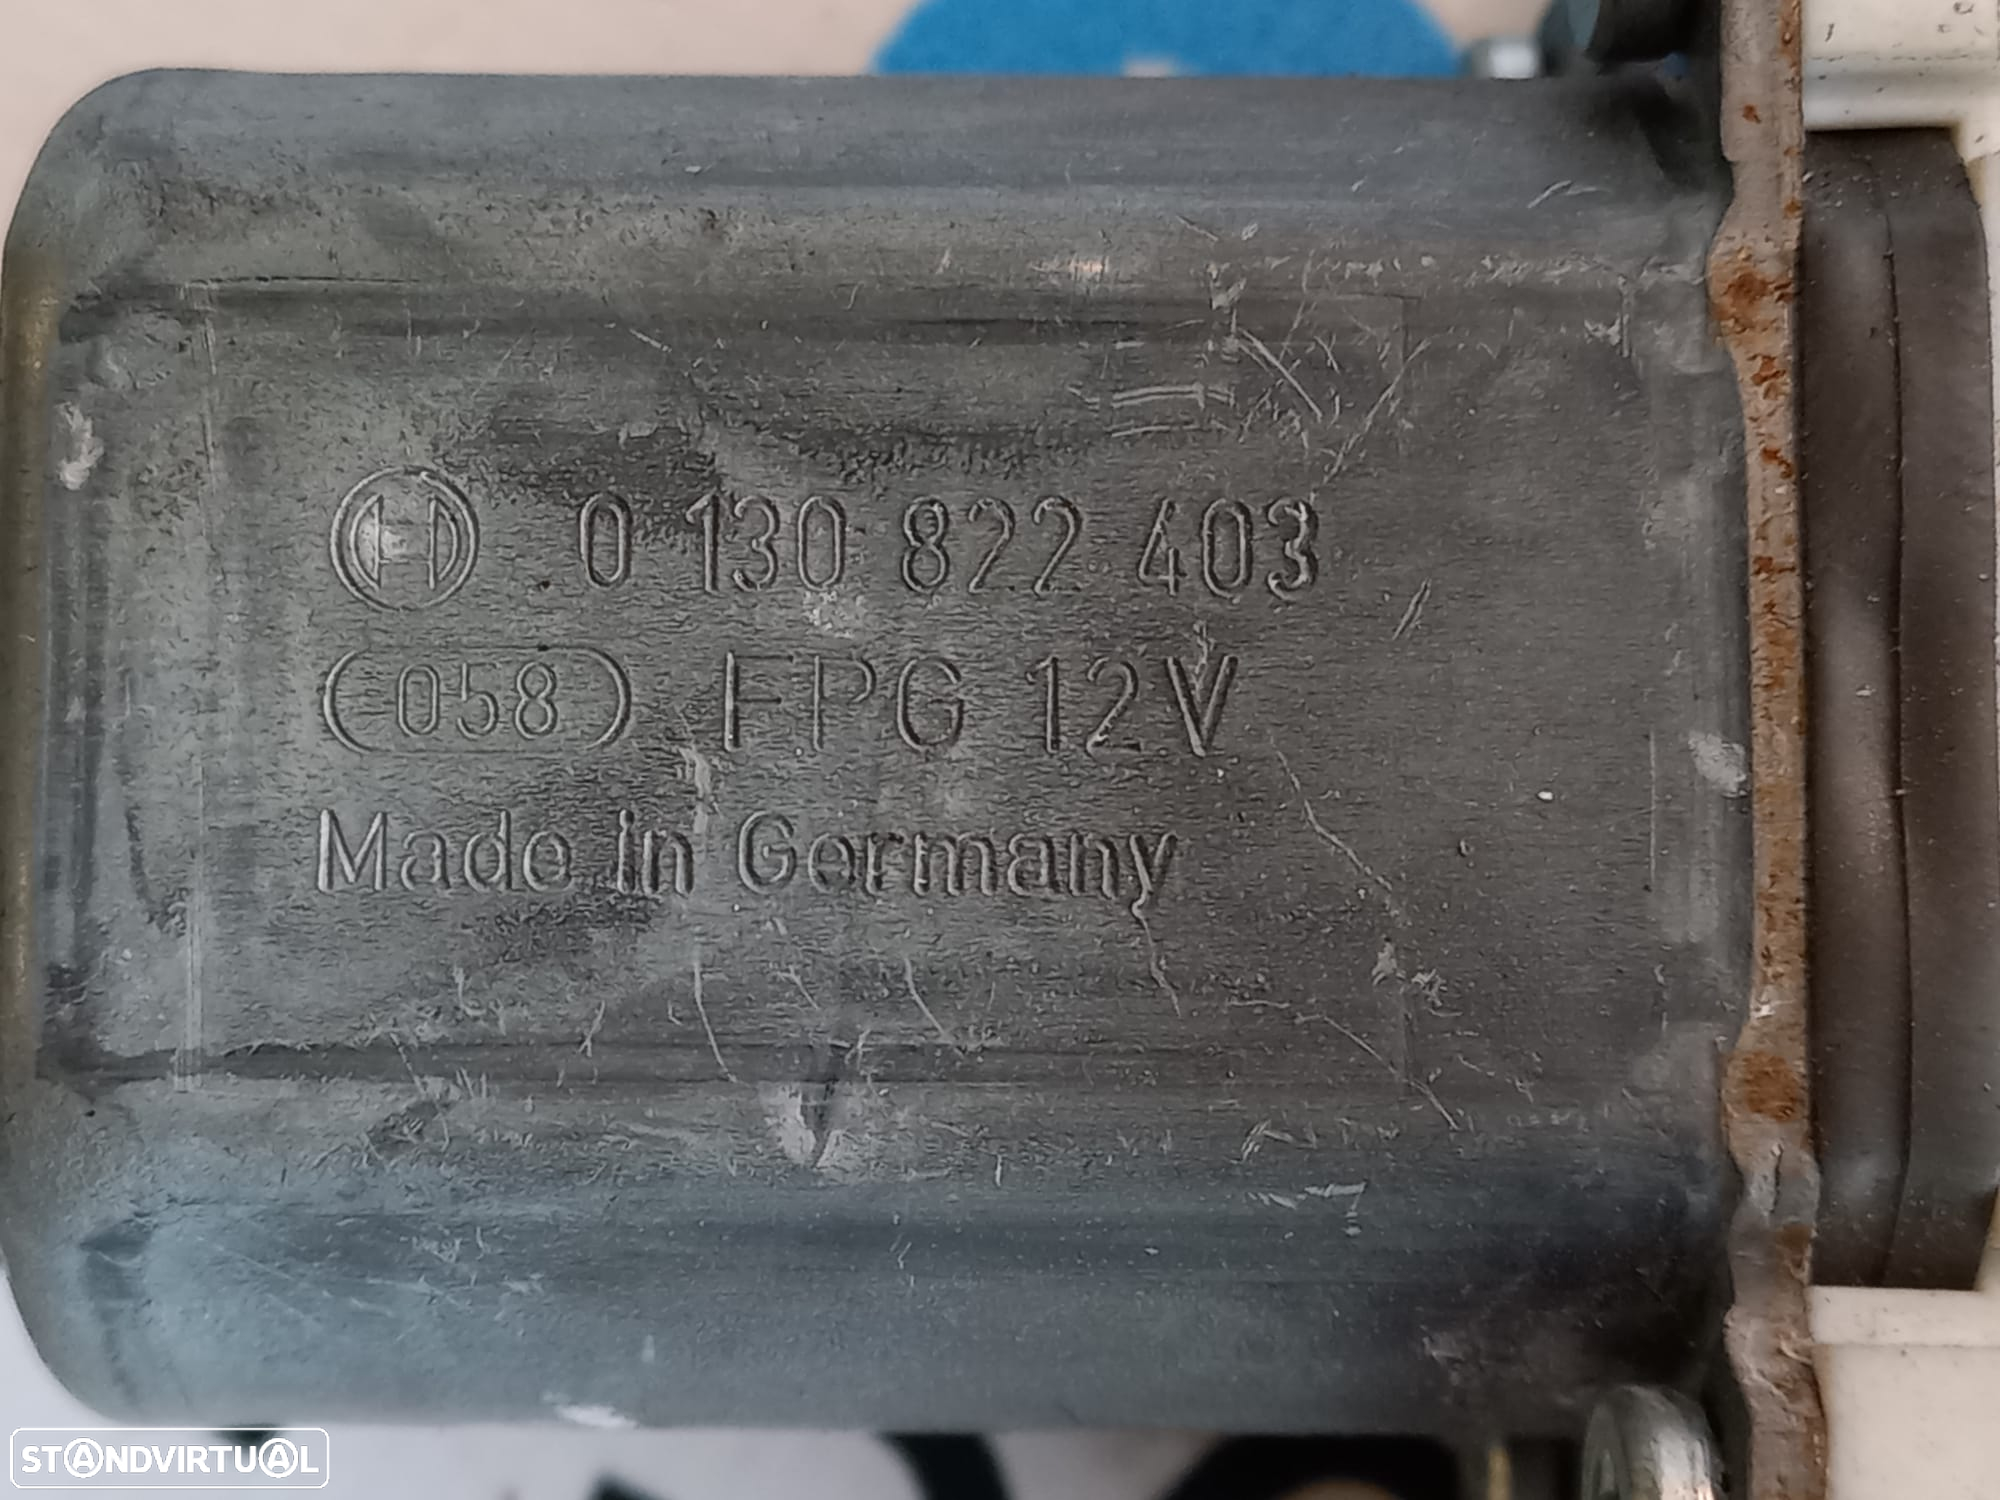 0 130 822 403
(058) FPG 12V
Made in Germany
STANDVIRTUAL